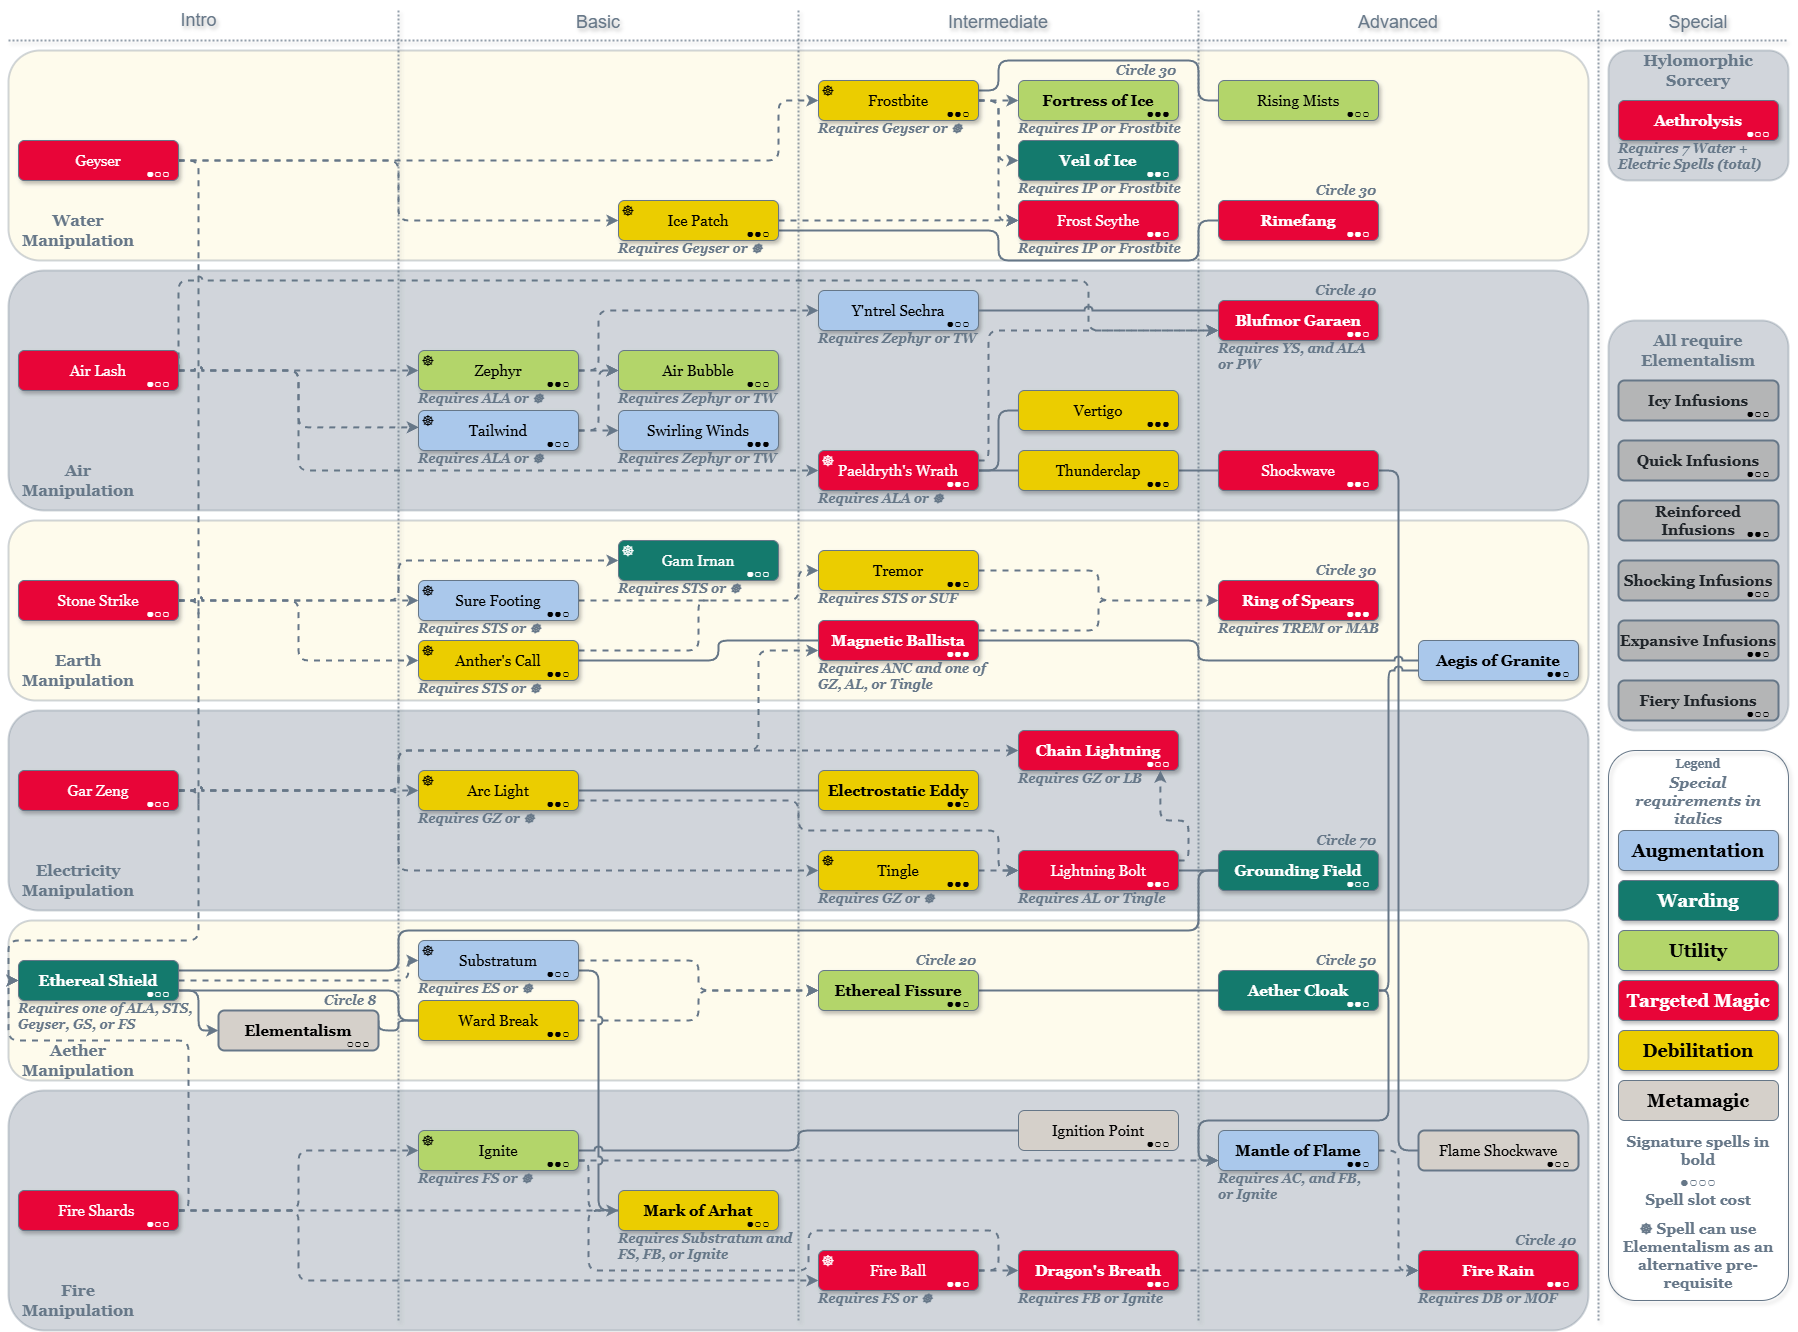 Intro
Basic
Intermediate
Advanced
Special
Geyser
Water
Manipulation
Frostbite
Requires Geyser or
Ice Patch
Requires Geyser or
Circle 30
Fortress of Ice
Requires IP or Frostbite
Veil of Ice
Requires IP or Frostbite
Frost Scythe
Requires IP or Frostbite
Rising Mists
Circle 30
Rimefang
Air Lash
Air
Manipulation
Zephyr
Requires ALA or
Tailwind
Requires ALA or
Air Bubble
Requires Zephyr or TW
Swirling Winds
Requires Zephyr or TW
Y'ntrel Sechra
Requires Zephyr or TW
Vertigo
Paeldryth's Wrath
Requires ALA or
Thunderclap
Circle 40
Blufmor Garaen
Requires YS, and ALA
or PW
Shockwave
Stone Strike
Earth
Manipulation
Gam Irnan
Requires STS or
Sure Footing
Requires STS or
Anther's Call
Requires STS or
Tremor
Requires STS or SUF
Magnetic Ballista
Requires ANC and one of
GZ, AL, or Tingle
Circle 30
Ring of Spears
Requires TREM or MAB
Aegis of Granite
Gar Zeng
Electricity
Manipulation
Arc Light
Requires GZ or
Chain Lightning
Requires GZ or LB
Electrostatic Eddy
Tingle
Requires GZ or
Lightning Bolt
Requires AL or Tingle
Circle 70
Grounding Field
Ethereal Shield
Requires one of ALA, STS,
Geyser, GS, or FS
Circle 8
Elementalism
Aether
Manipulation
Substratum
Requires ES or
Ward Break
Circle 20
Ethereal Fissure
Circle 50
Aether Cloak
Fire Shards
Fire
Manipulation
Ignite
Requires FS or
Mark of Arhat
Requires Substratum and
FS, FB, or Ignite
Ignition Point
Fire Ball
Requires FS or
Dragon's Breath
Requires FB or Ignite
Mantle of Flame
Requires AC, and FB,
or Ignite
Flame Shockwave
Circle 40
Fire Rain
Requires DB or MOF
Hylomorphic
Sorcery
Aethrolysis
Requires 7 Water +
Electric Spells (total)
All require
Elementalism
Icy Infusions
Quick Infusions
Reinforced
Infusions
Shocking Infusions
Expansive Infusions
Fiery Infusions
Legend
Special
requirements in
italics
Augmentation
Warding
Utility
Targeted Magic
Debilitation
Metamagic
Signature spells in
bold
Spell slot cost
Spell can use
Elementalism as an
alternative pre-
requisite